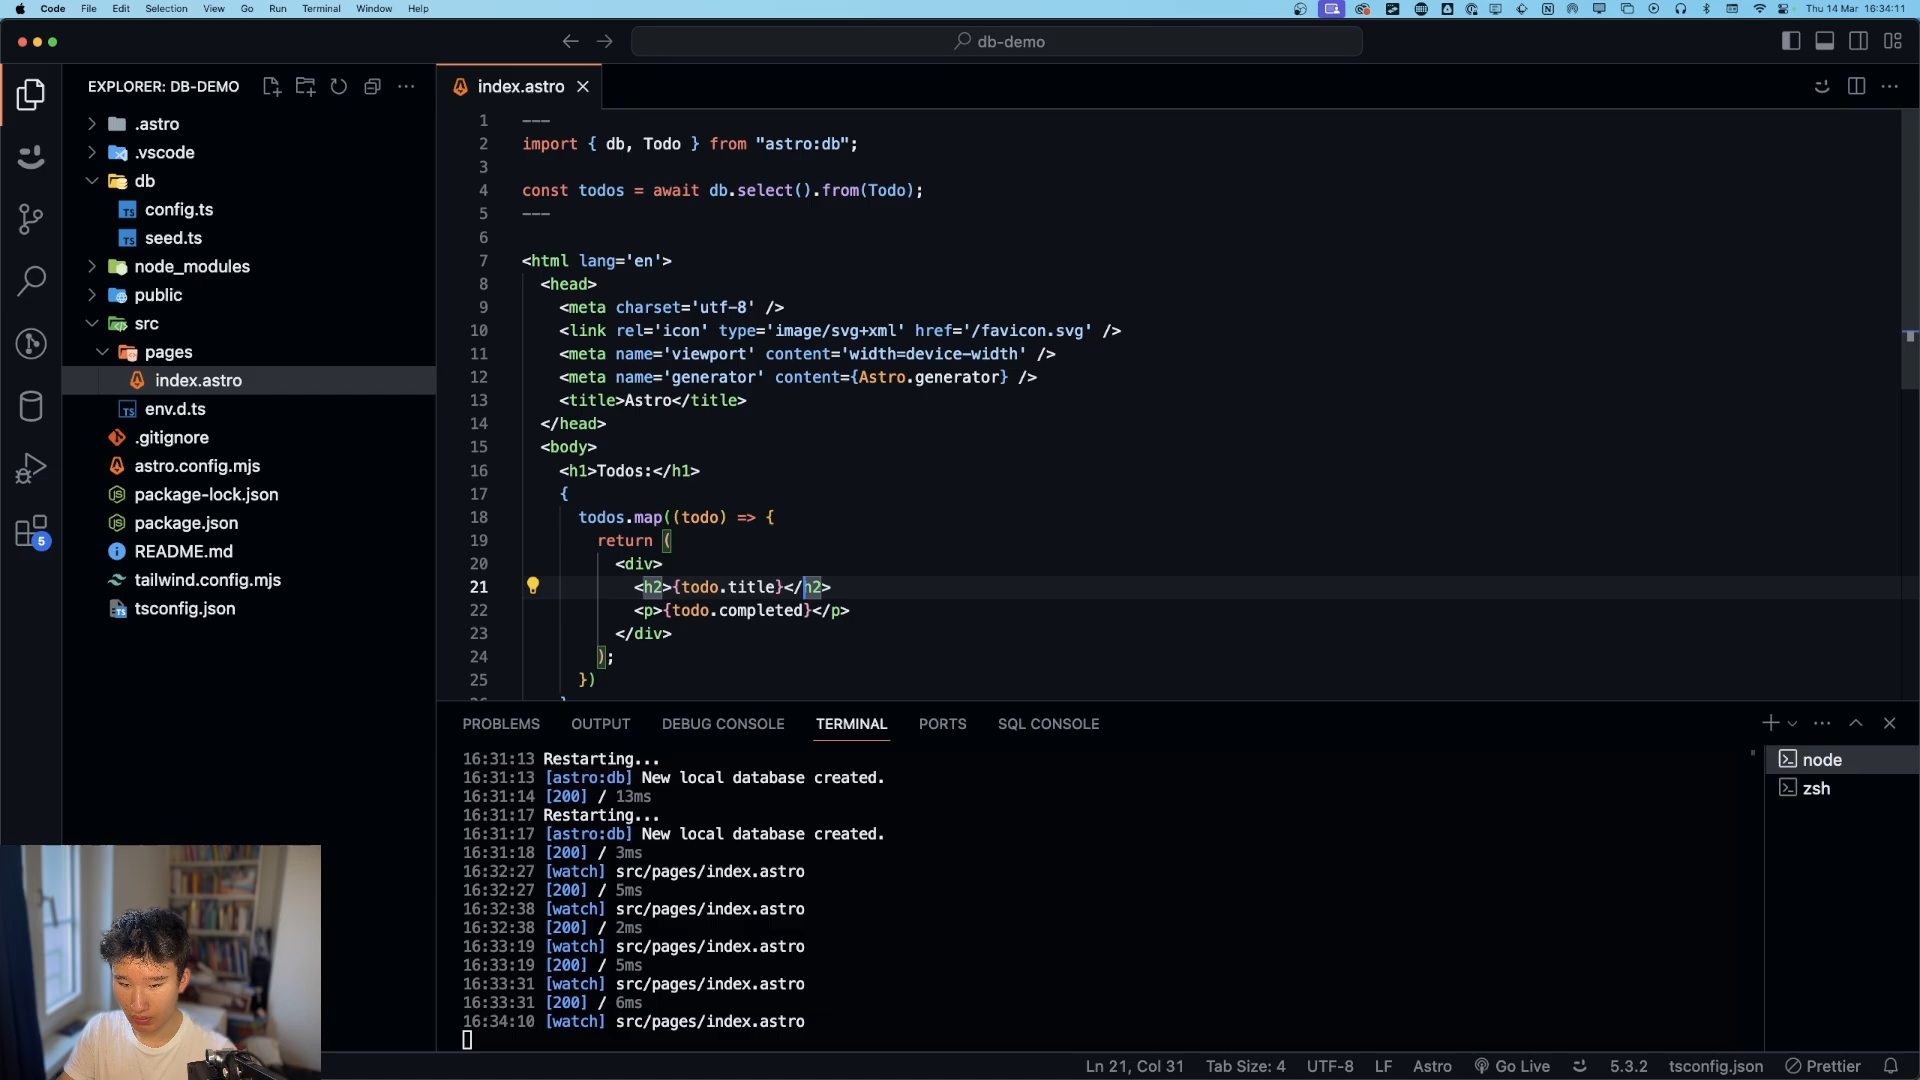 Code File Edit Selection View Go Run Terminal Window Help
Thu 14 Mar 16:34:11
db-demo
EXPLORER: DB-DEMO
.astro
.vscode
db
config.ts
seed.ts
node_modules
public
src
pages
index.astro
env.d.ts
.gitignore
astro.config.mjs
package-lock.json
package.json
README.md
tailwind.config.mjs
tsconfig.json
5
index.astro
1 ---
2 import { db, Todo } from "astro:db";
3
4 const todos = await db.select().from(Todo);
5 ---
6
7 <html lang='en'>
8 <head>
9 <meta charset='utf-8' />
10 <link rel='icon' type='image/svg+xml' href='/favicon.svg' />
11 <meta name='viewport' content='width=device-width' />
12 <meta name='generator' content={Astro.generator} />
13 <title>Astro</title>
14 </head>
15 <body>
16 <h1>Todos:</h1>
17 {
18 todos.map((todo) => {
19 return (
20 <div>
21 <h2>{todo.title}</h2>
22 <p>{todo.completed}</p>
23 </div>
24 );
25 })
PROBLEMS OUTPUT DEBUG CONSOLE TERMINAL PORTS SQL CONSOLE
16:31:13 Restarting...
16:31:13 [astro:db] New local database created.
16:31:14 [200] / 13ms
16:31:17 Restarting...
16:31:17 [astro:db] New local database created.
16:31:18 [200] / 3ms
16:32:27 [watch] src/pages/index.astro
16:32:27 [200] / 5ms
16:32:38 [watch] src/pages/index.astro
16:32:38 [200] / 2ms
16:33:19 [watch] src/pages/index.astro
16:33:19 [200] / 5ms
16:33:31 [watch] src/pages/index.astro
16:33:31 [200] / 6ms
16:34:10 [watch] src/pages/index.astro
node
zsh
Ln 21, Col 31 Tab Size: 4 UTF-8 LF Astro Go Live 5.3.2 tsconfig.json Prettier